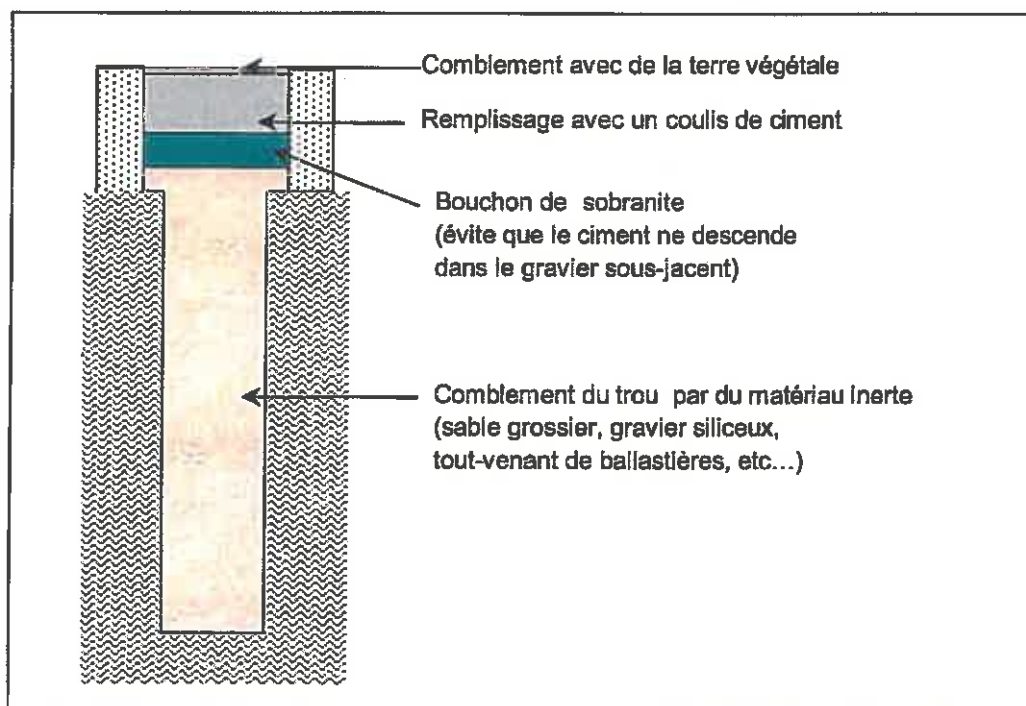 Comblement avec de la terre végétale
Remplissage avec un coulis de ciment
Bouchon de sobranite
(évite que le ciment ne descende
dans le gravier sous-jacent)
Comblement du trou par du matériau inerte
(sable grossier, gravier siliceux,
tout-venant de ballastières, etc...)